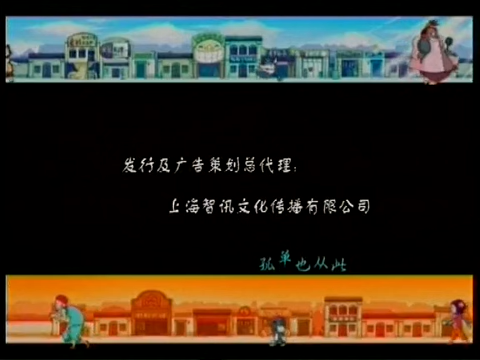 发行及广告策划总代理：
上海智讯文化传播有限公司
孤单也从此